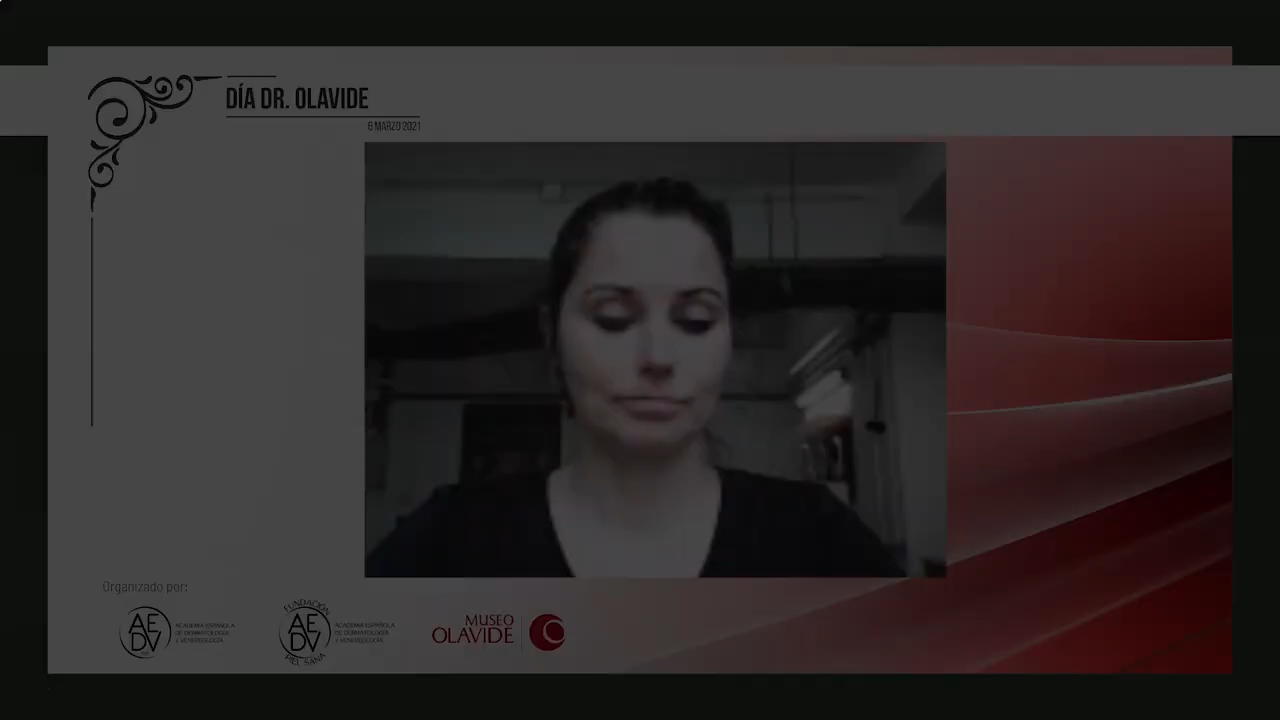 DÍA DR. OLAVIDE
6 MARZO 2021
Organizado por:
AEDV
ACADEMIA ESPAÑOLA
DE DERMATOLOGÍA
Y VENEREOLOGÍA
FUNDACIÓN
AEDV
PIEL SANA
ACADEMIA ESPAÑOLA
DE DERMATOLOGÍA
Y VENEREOLOGÍA
MUSEO
OLAVIDE